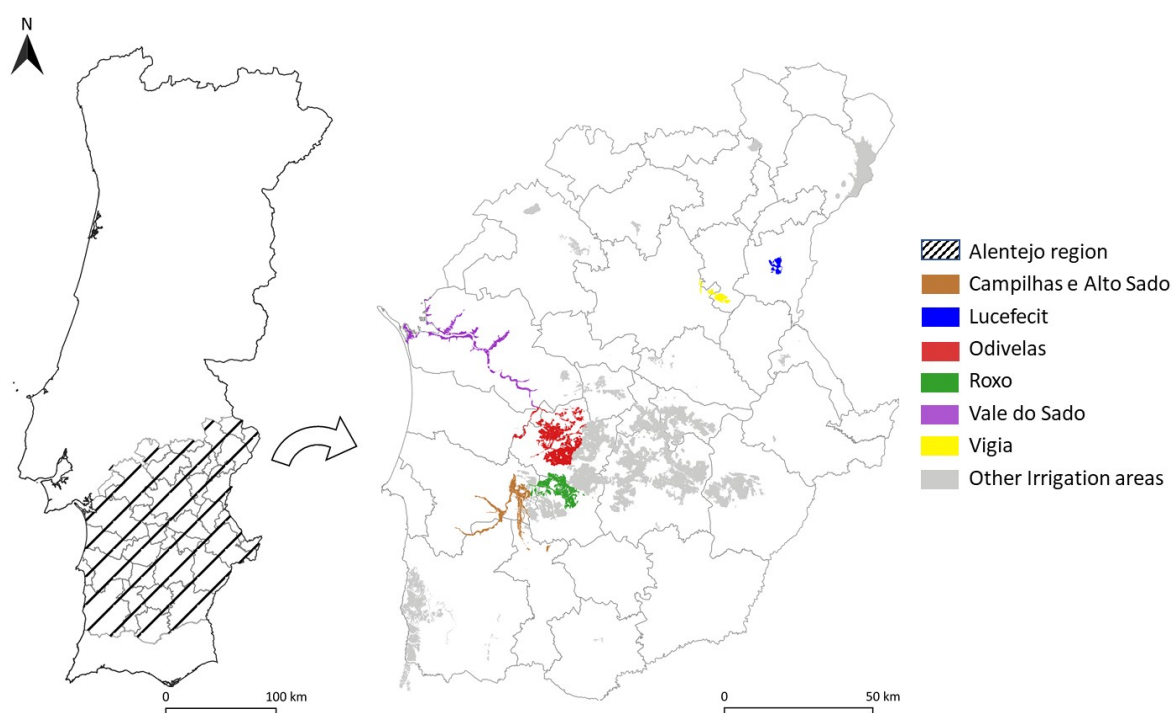 N
Alentejo region
Campilhas e Alto Sado
Lucefecit
Odivelas
Roxo
Vale do Sado
Vigia
Other Irrigation areas
0 100 km
0 50 km